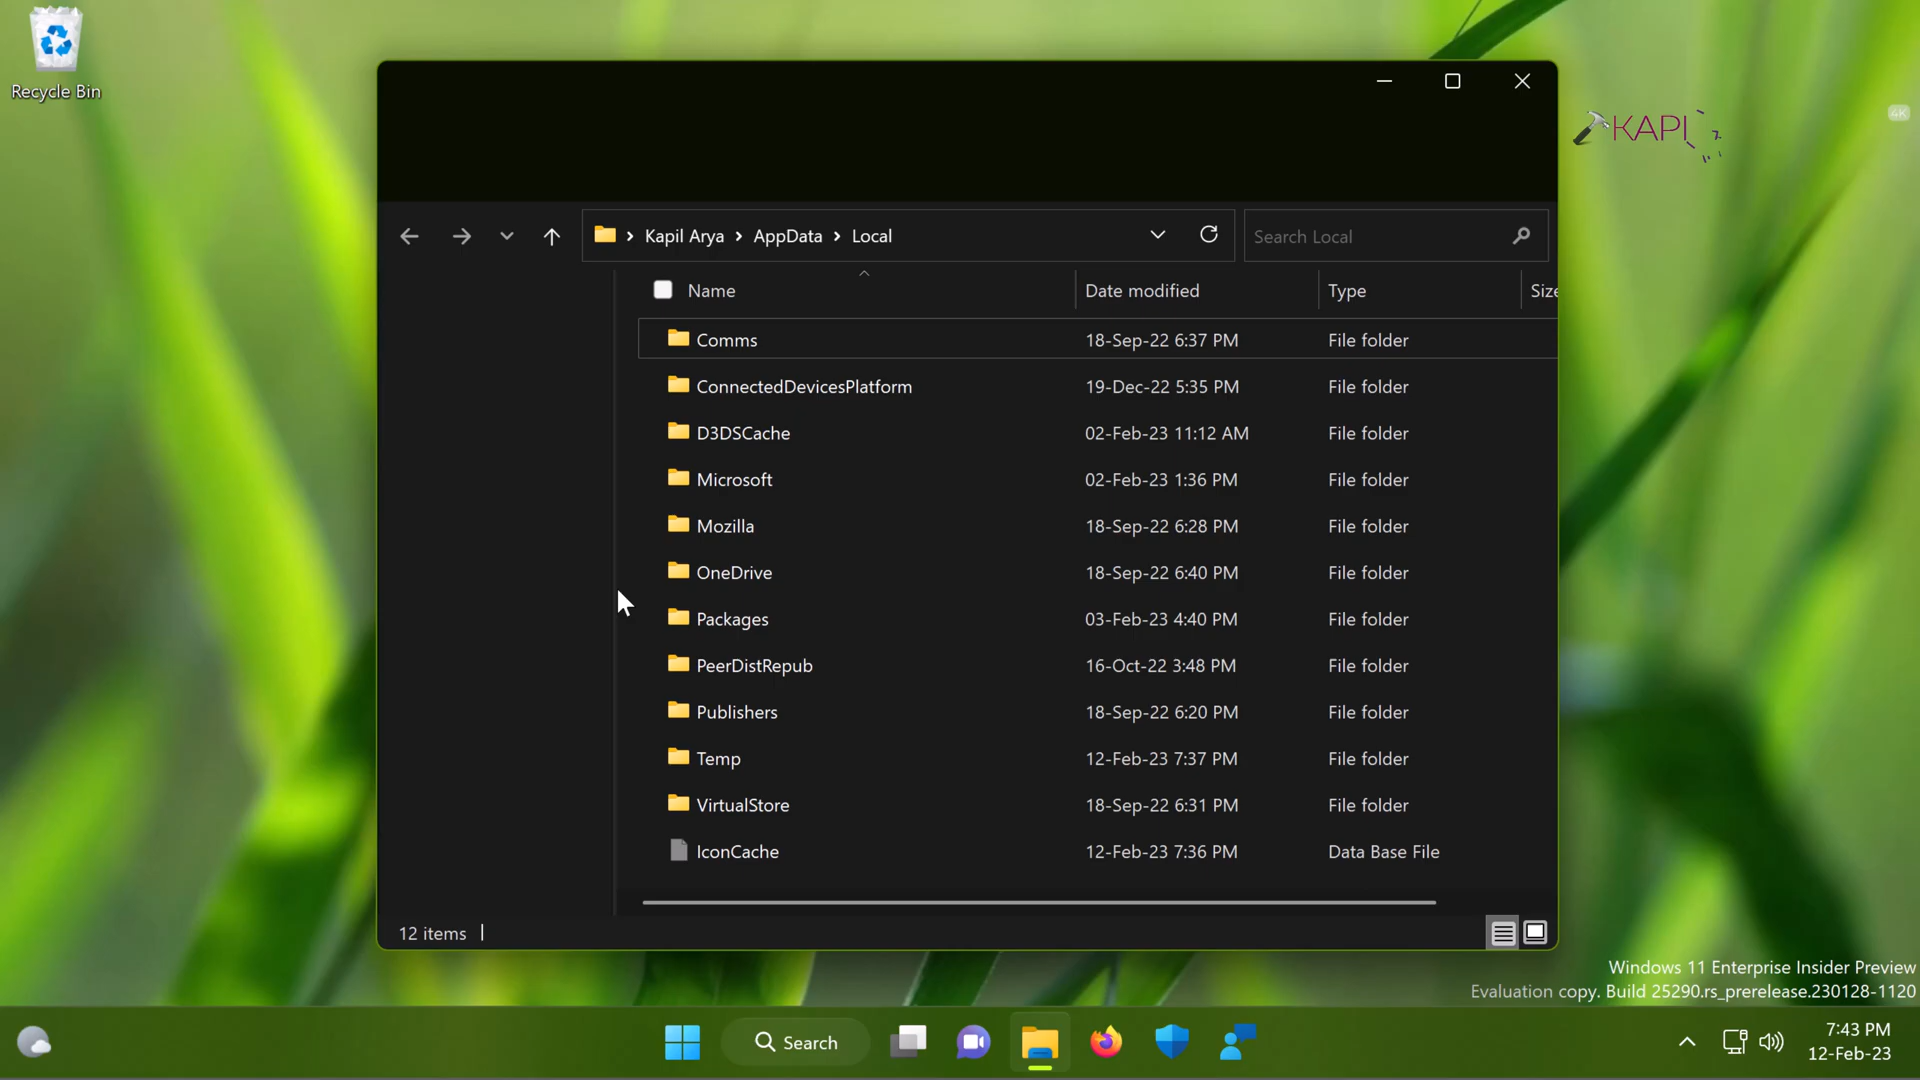 Recycle Bin
KAPI
4K
Kapil Arya AppData Local
Search Local
Name Date modified Type Size
Comms 18-Sep-22 6:37 PM File folder
ConnectedDevicesPlatform 19-Dec-22 5:35 PM File folder
D3DSCache 02-Feb-23 11:12 AM File folder
Microsoft 02-Feb-23 1:36 PM File folder
Mozilla 18-Sep-22 6:28 PM File folder
OneDrive 18-Sep-22 6:40 PM File folder
Packages 03-Feb-23 4:40 PM File folder
PeerDistRepub 16-Oct-22 3:48 PM File folder
Publishers 18-Sep-22 6:20 PM File folder
Temp 12-Feb-23 7:37 PM File folder
VirtualStore 18-Sep-22 6:31 PM File folder
IconCache 12-Feb-23 7:36 PM Data Base File
12 items
Windows 11 Enterprise Insider Preview
Evaluation copy. Build 25290.rs_prerelease.230128-1120
Search
7:43 PM
12-Feb-23